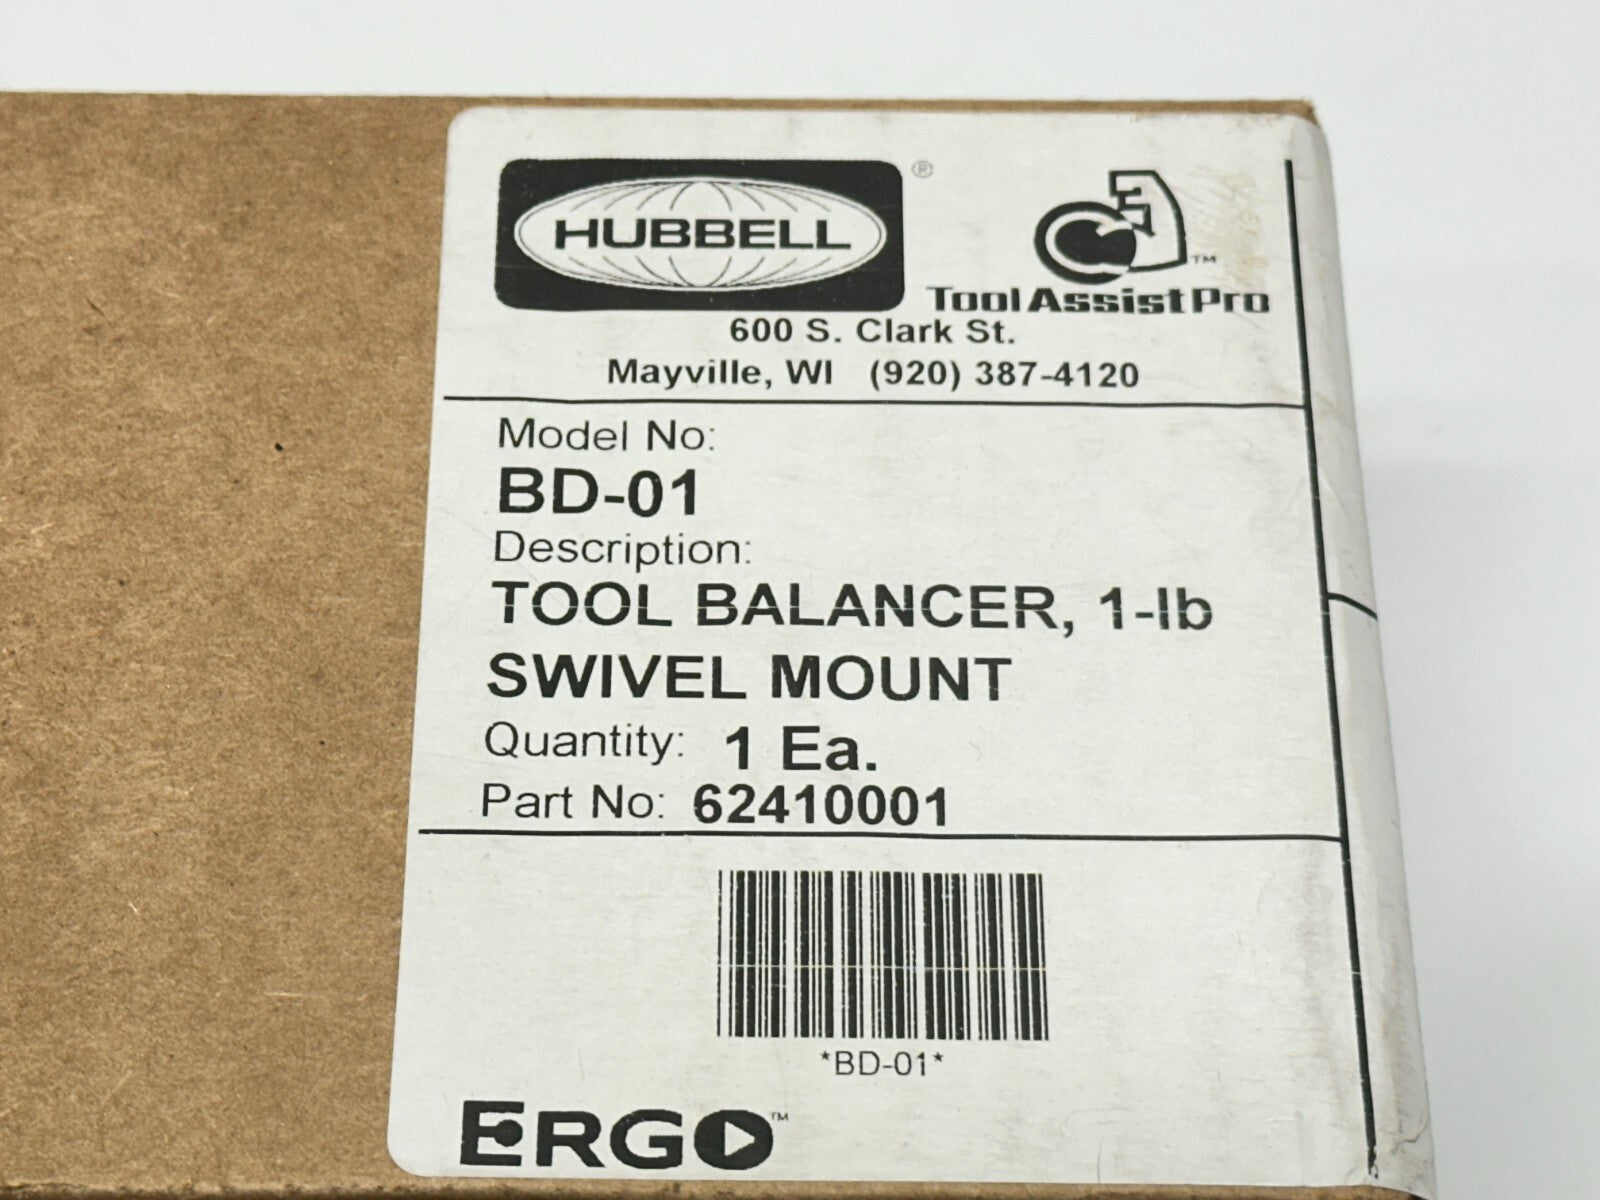 HUBBELL ®
Tool Assist Pro ™
600 S. Clark St.
Mayville, WI (920) 387-4120
Model No:
BD-01
Description:
TOOL BALANCER, 1-lb
SWIVEL MOUNT
Quantity: 1 Ea.
Part No: 62410001
*BD-01*
ERGO ™